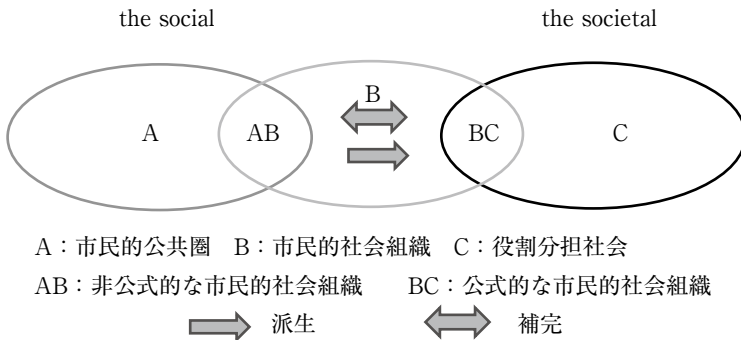 the social the societal
B
A AB BC C
A：市民的公共圏 B：市民的社会組織 C：役割分担社会
AB：非公式的な市民的社会組織 BC：公式的な市民的社会組織
派生 補完